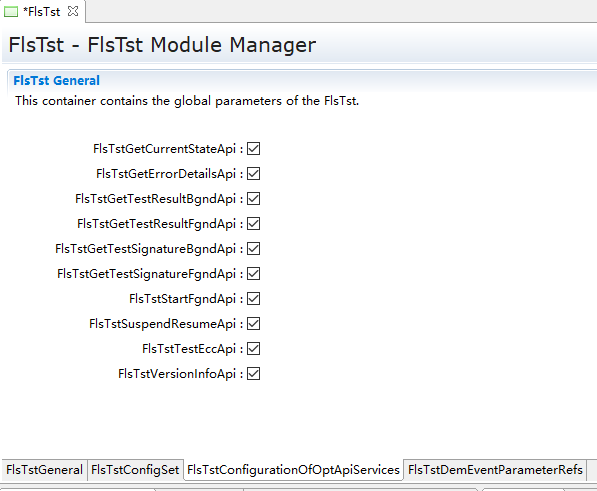 *FlsTst
FlsTst - FlsTst Module Manager
FlsTst General
This container contains the global parameters of the FlsTst.
FlsTstGetCurrentStateApi :
FlsTstGetErrorDetailsApi :
FlsTstGetTestResultBgndApi :
FlsTstGetTestResultFgndApi :
FlsTstGetTestSignatureBgndApi :
FlsTstGetTestSignatureFgndApi :
FlsTstStartFgndApi :
FlsTstSuspendResumeApi :
FlsTstTestEccApi :
FlsTstVersionInfoApi :
FlsTstGeneral FlsTstConfigSet FlsTstConfigurationOfOptApiServices FlsTstDemEventParameterRefs